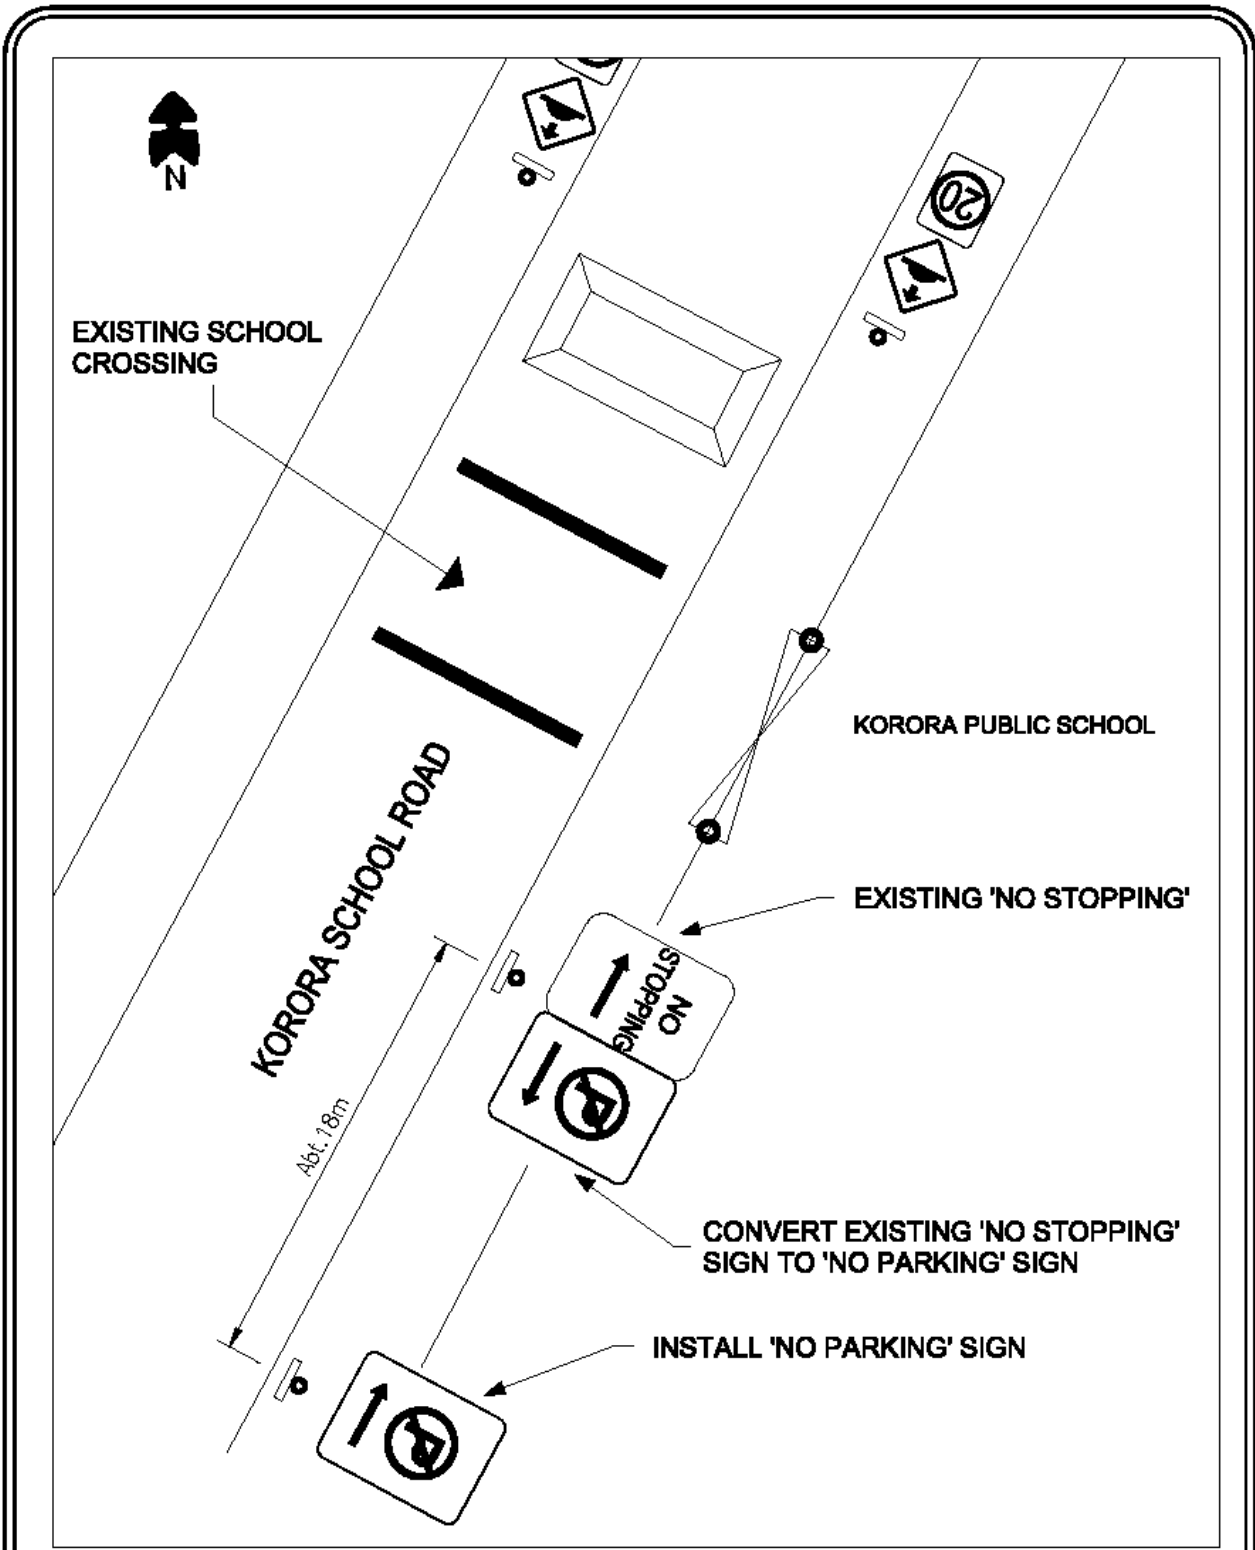 N
20
EXISTING SCHOOL
CROSSING
KORORA PUBLIC SCHOOL
KORORA SCHOOL ROAD
EXISTING 'NO STOPPING'
NO
STOPPING
Abt. 18m
P
CONVERT EXISTING 'NO STOPPING'
SIGN TO 'NO PARKING' SIGN
INSTALL 'NO PARKING' SIGN
P